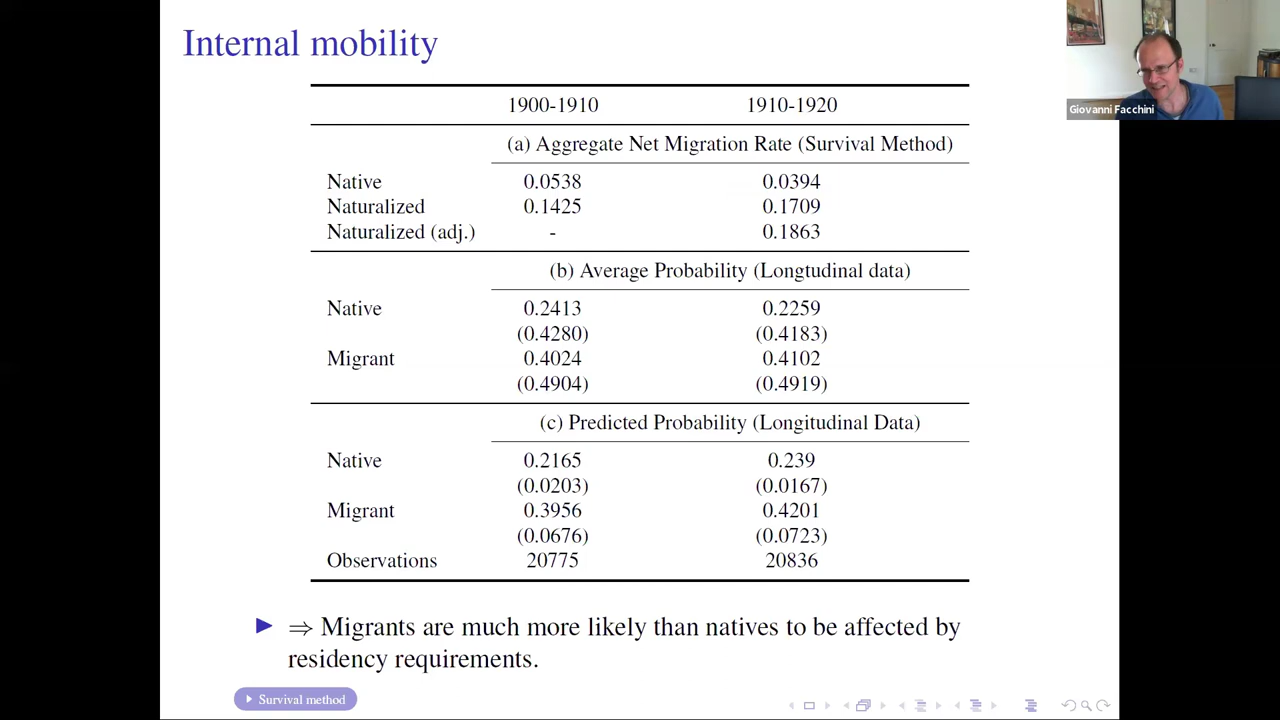 Internal mobility
Giovanni Facchini
1900-1910 1910-1920
(a) Aggregate Net Migration Rate (Survival Method)
Native 0.0538 0.0394
Naturalized 0.1425 0.1709
Naturalized (adj.) - 0.1863
(b) Average Probability (Longtudinal data)
Native 0.2413 0.2259
(0.4280) (0.4183)
Migrant 0.4024 0.4102
(0.4904) (0.4919)
(c) Predicted Probability (Longitudinal Data)
Native 0.2165 0.239
(0.0203) (0.0167)
Migrant 0.3956 0.4201
(0.0676) (0.0723)
Observations 20775 20836
⇒ Migrants are much more likely than natives to be affected by
residency requirements.
Survival method